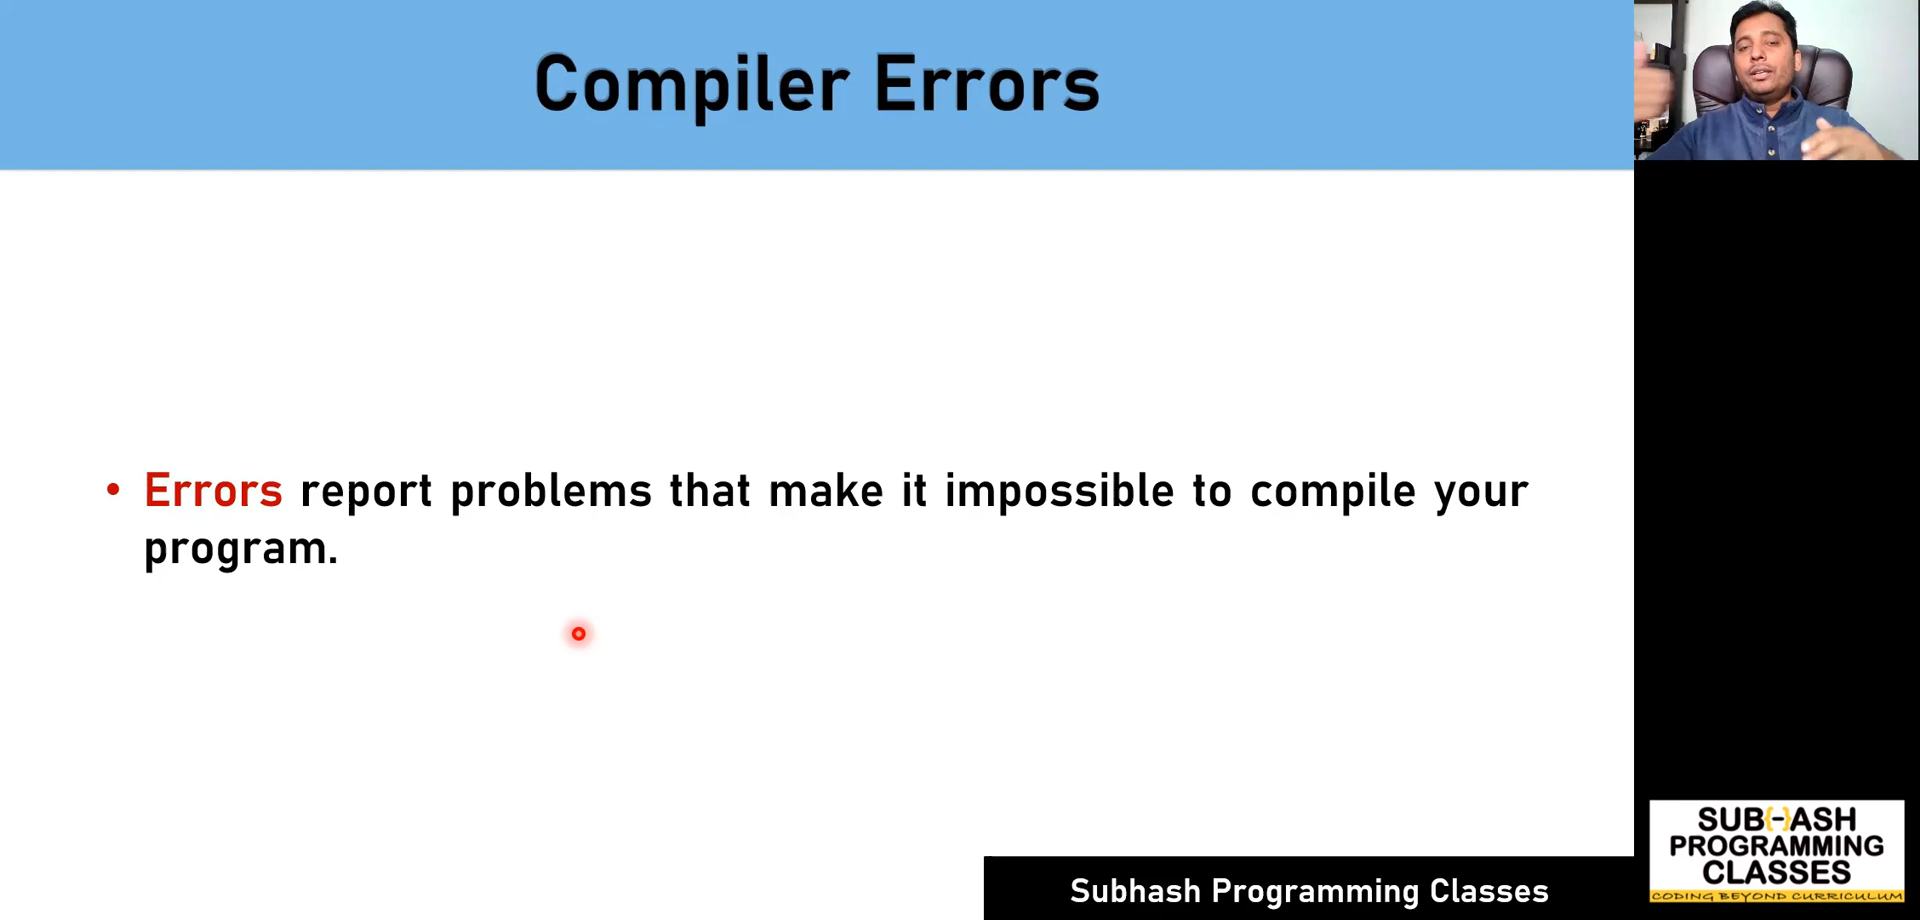 Compiler Errors
• Errors report problems that make it impossible to compile your
program.
Subhash Programming Classes
SUB{-}ASH
PROGRAMMING
CLASSES
CODING BEYOND CURRICULUM